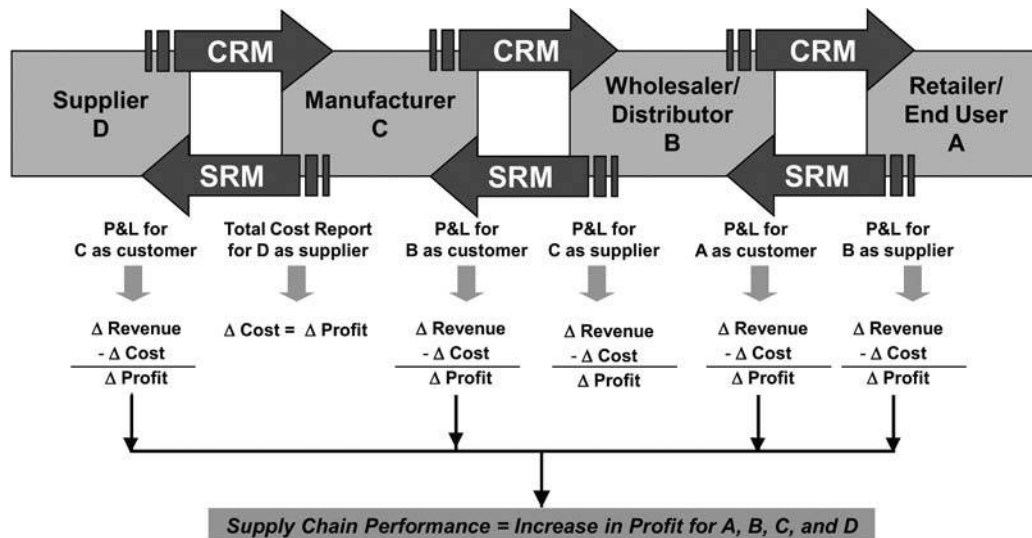 CRM
CRM
CRM
Supplier
D
Manufacturer
C
Wholesaler/
Distributor
B
Retailer/
End User
A
SRM
SRM
SRM
P&L for
C as customer
Total Cost Report
for D as supplier
P&L for
B as customer
P&L for
C as supplier
P&L for
A as customer
P&L for
B as supplier
Δ Revenue
- Δ Cost
Δ Profit
Δ Cost = Δ Profit
Δ Revenue
- Δ Cost
Δ Profit
Δ Revenue
- Δ Cost
Δ Profit
Δ Revenue
- Δ Cost
Δ Profit
Δ Revenue
- Δ Cost
Δ Profit
Supply Chain Performance = Increase in Profit for A, B, C, and D